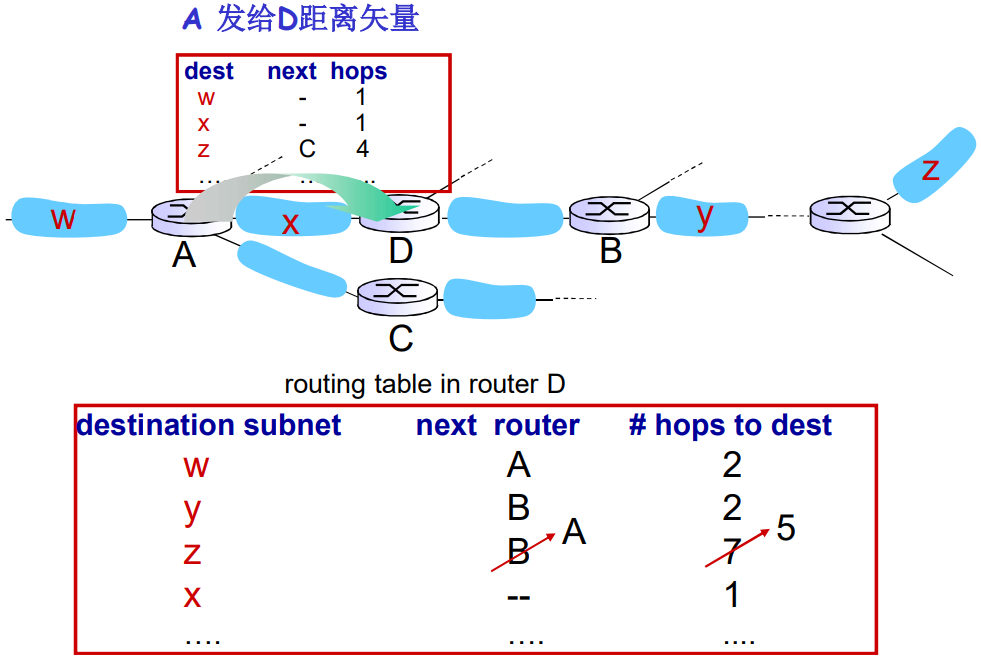 A 发给D距离矢量
dest next hops
w - 1
x - 1
z C 4
…. …. ...
w
x
y
z
A
D
B
C
routing table in router D
destination subnet next router # hops to dest
w A 2
y B 2
z B A 7 5
x -- 1
…. …. ....